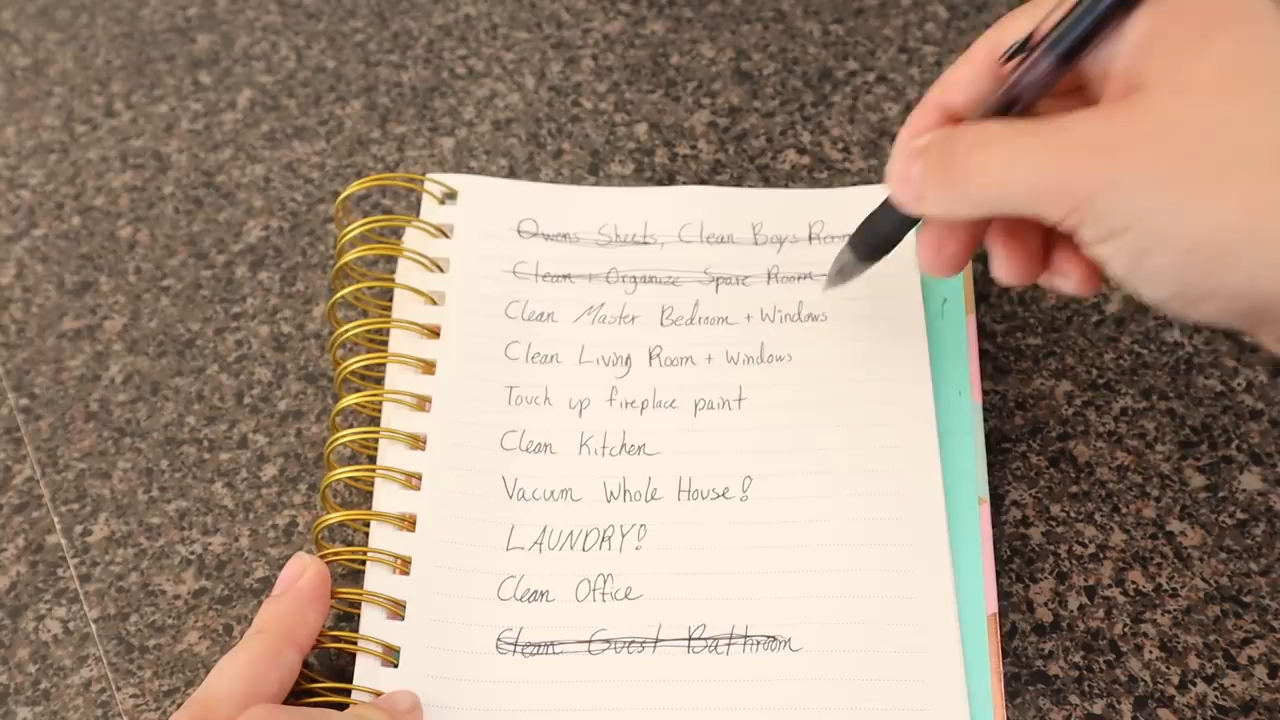 Owens Sheets, Clean Boys Room
Clean + Organize Spare Room
Clean Master Bedroom + Windows
Clean Living Room + Windows
Touch up fireplace paint
Clean Kitchen
Vacuum Whole House!
LAUNDRY!
Clean Office
Clean Guest Bathroom